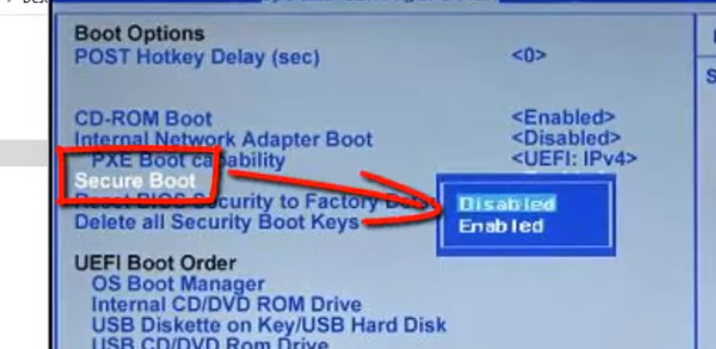 Boot Options
POST Hotkey Delay (sec) <0>
CD-ROM Boot <Enabled>
Internal Network Adapter Boot <Disabled>
PXE Boot capability <UEFI: IPv4>
Secure Boot
Reset BIOS Security to Factory
Disabled
Delete all Security Boot Keys
Enabled
UEFI Boot Order
OS Boot Manager
Internal CD/DVD ROM Drive
USB Diskette on Key/USB Hard Disk
USB CD/DVD Rom Drive